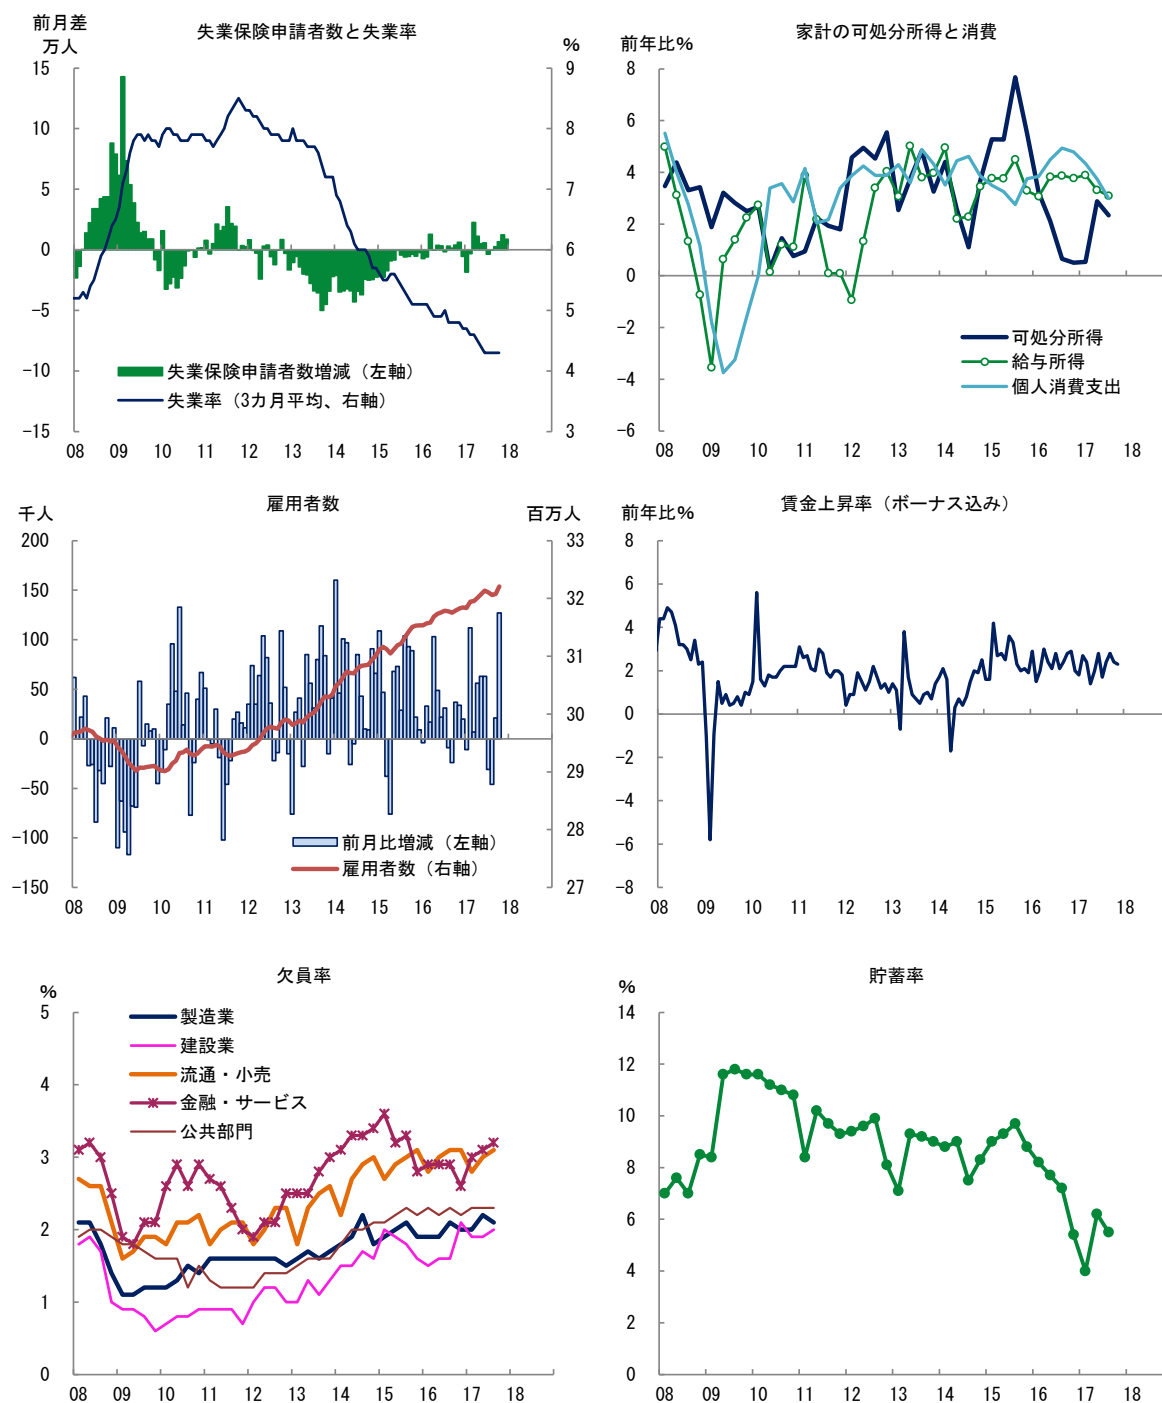 失業保険申請者数と失業率
前月差
万人
%
15
10
5
0
-5
-10
-15
9
8
7
6
5
4
3
失業保険申請者数増減（左軸）
失業率（3カ月平均、右軸）
08 09 10 11 12 13 14 15 16 17 18
家計の可処分所得と消費
前年比%
8
6
4
2
0
-2
-4
-6
可処分所得
給与所得
個人消費支出
08 09 10 11 12 13 14 15 16 17 18
雇用者数
千人
百万人
200
150
100
50
0
-50
-100
-150
33
32
31
30
29
28
27
前月比増減（左軸）
雇用者数（右軸）
08 09 10 11 12 13 14 15 16 17 18
賃金上昇率（ボーナス込み）
前年比%
8
6
4
2
0
-2
-4
-6
-8
08 09 10 11 12 13 14 15 16 17 18
欠員率
%
5
4
3
2
1
0
製造業
建設業
流通・小売
金融・サービス
公共部門
08 09 10 11 12 13 14 15 16 17 18
貯蓄率
%
14
12
10
8
6
4
2
0
08 09 10 11 12 13 14 15 16 17 18